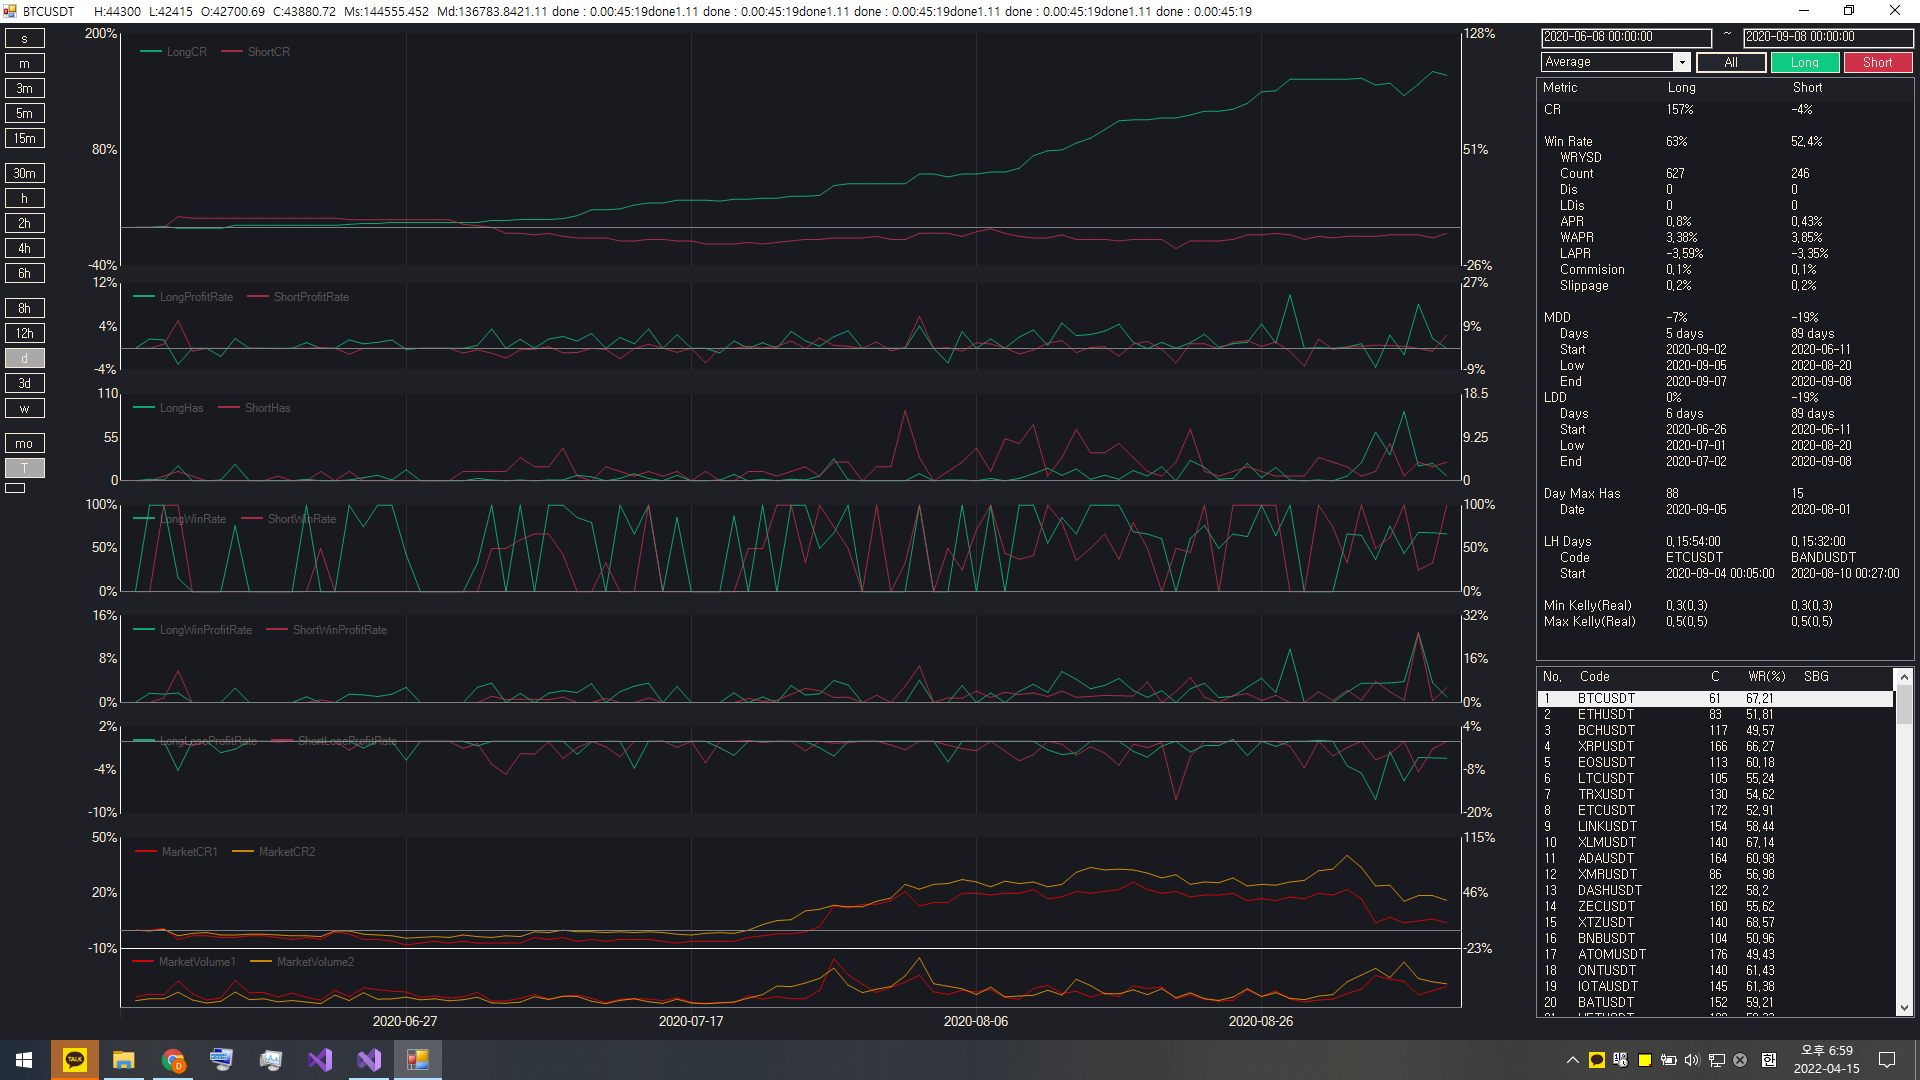 BTCUSDT H:44300 L:42415 O:42700.69 C:43880.72 Ms:144555.452 Md:136783.8421.11 done : 0.00:45:19done1.11 done : 0.00:45:19done1.11 done : 0.00:45:19done1.11 done : 0.00:45:19
s
m
3m
5m
15m
30m
h
2h
4h
6h
8h
12h
d
3d
w
mo
T
200%
80%
-40%
LongCR ShortCR
128%
51%
-26%
12%
4%
-4%
LongProfitRate ShortProfitRate
27%
9%
-9%
110
55
0
LongHas ShortHas
18.5
9.25
0
100%
50%
0%
LongWinRate ShortWinRate
100%
50%
0%
16%
8%
0%
LongWinProfitRate ShortWinProfitRate
32%
16%
0%
2%
-4%
-10%
LongLoseProfitRate ShortLoseProfitRate
4%
-8%
-20%
50%
20%
-10%
MarketCR1 MarketCR2
115%
46%
-23%
MarketVolume1 MarketVolume2
2020-06-27 2020-07-17 2020-08-06 2020-08-26
2020-06-08 00:00:00 ~ 2020-09-08 00:00:00
Average All Long Short
Metric Long Short
CR 157% -4%
Win Rate 63% 52.4%
WRYSD
Count 627 246
Dis 0 0
LDis 0 0
APR 0.8% 0.43%
WAPR 3.38% 3.85%
LAPR -3.59% -3.35%
Commision 0.1% 0.1%
Slippage 0.2% 0.2%
MDD -7% -19%
Days 5 days 89 days
Start 2020-09-02 2020-06-11
Low 2020-09-05 2020-08-20
End 2020-09-07 2020-09-08
LDD 0% -19%
Days 6 days 89 days
Start 2020-06-26 2020-06-11
Low 2020-07-01 2020-08-20
End 2020-07-02 2020-09-08
Day Max Has 88 15
Date 2020-09-05 2020-08-01
LH Days 0.15:54:00 0.15:32:00
Code ETCUSDT BANDUSDT
Start 2020-09-04 00:05:00 2020-08-10 00:27:00
Min Kelly(Real) 0.3(0.3) 0.3(0.3)
Max Kelly(Real) 0.5(0.5) 0.5(0.5)
No. Code C WR(%) SBG
1 BTCUSDT 61 67.21
2 ETHUSDT 83 51.81
3 BCHUSDT 117 49.57
4 XRPUSDT 166 66.27
5 EOSUSDT 113 60.18
6 LTCUSDT 105 55.24
7 TRXUSDT 130 54.62
8 ETCUSDT 172 52.91
9 LINKUSDT 154 58.44
10 XLMUSDT 140 67.14
11 ADAUSDT 164 60.98
12 XMRUSDT 86 56.98
13 DASHUSDT 122 58.2
14 ZECUSDT 160 55.62
15 XTZUSDT 140 68.57
16 BNBUSDT 104 50.96
17 ATOMUSDT 176 49.43
18 ONTUSDT 140 61.43
19 IOTAUSDT 145 61.38
20 BATUSDT 152 59.21
TALK
D
오후 6:59
2022-04-15